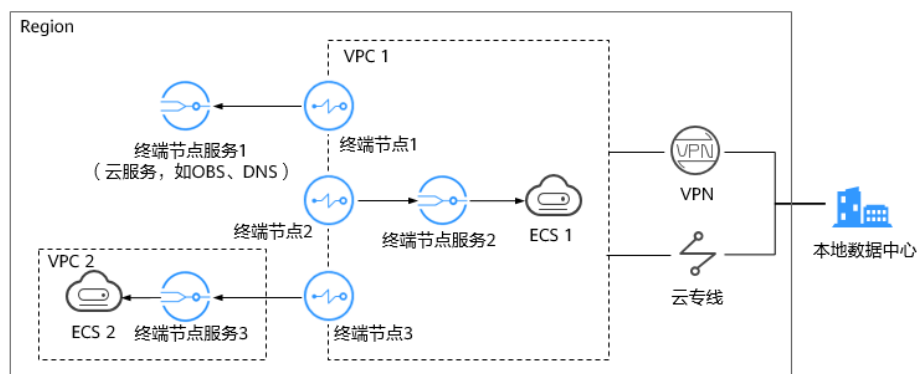 Region
VPC 1
终端节点1
终端节点服务1
（云服务，如OBS、DNS）
VPN
VPN
终端节点2
终端节点服务2
ECS 1
本地数据中心
VPC 2
云专线
ECS 2
终端节点服务3
终端节点3